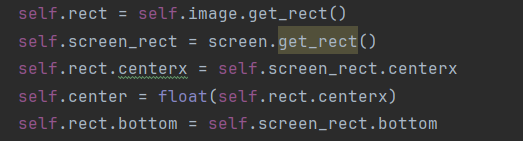 self.rect = self.image.get_rect()
self.screen_rect = screen.get_rect()
self.rect.centerx = self.screen_rect.centerx
self.center = float(self.rect.centerx)
self.rect.bottom = self.screen_rect.bottom